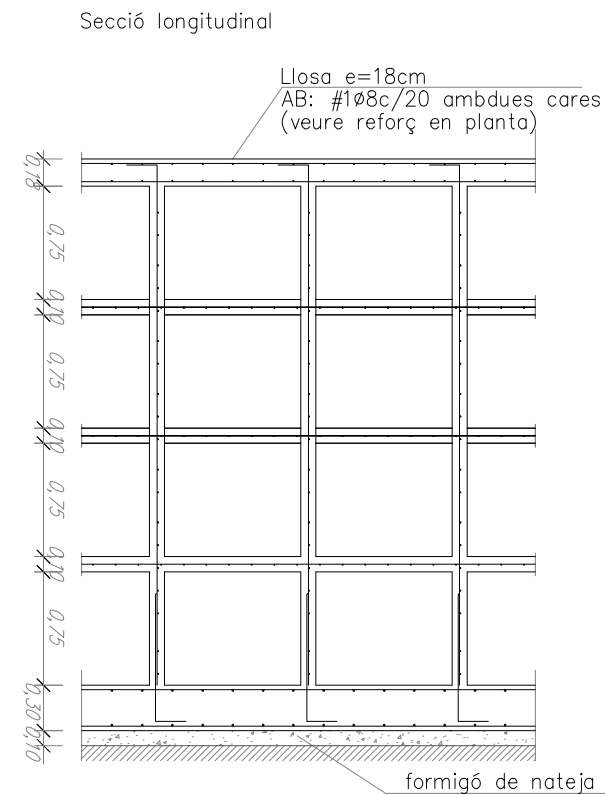 Secció longitudinal
Llosa e=18cm
AB: #1ø8c/20 ambdues cares
(veure reforç en planta)
0,18
0,75
0,10
0,75
0,10
0,75
0,10
0,75
0,30
0,10
formigó de nateja